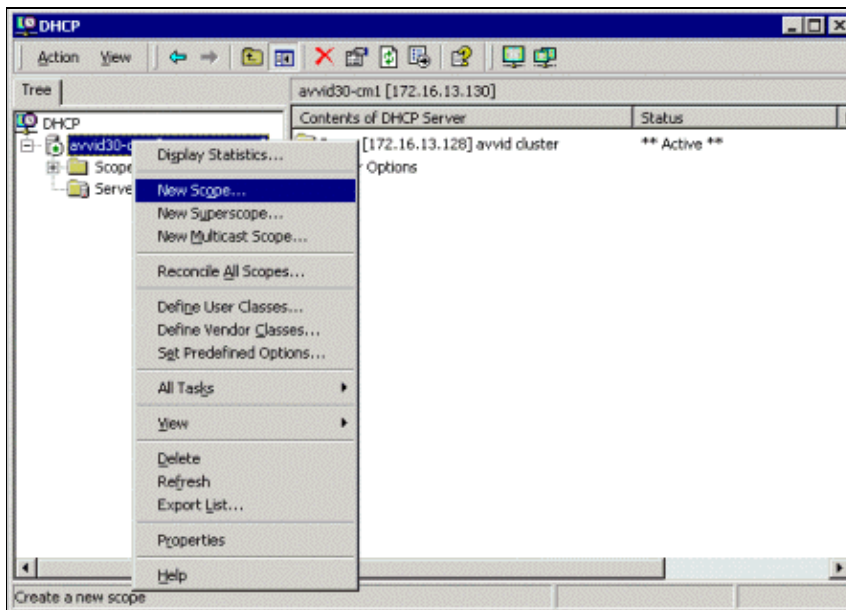 DHCP
Action View
Tree
avvid30-cm1 [172.16.13.130]
Contents of DHCP Server Status
DHCP
[172.16.13.128] avvid cluster ** Active **
Scope
Options
Serve
Display Statistics...
New Scope...
New Superscope...
New Multicast Scope...
Reconcile All Scopes...
Define User Classes...
Define Vendor Classes...
Set Predefined Options...
All Tasks
View
Delete
Refresh
Export List...
Properties
Help
Create a new scope